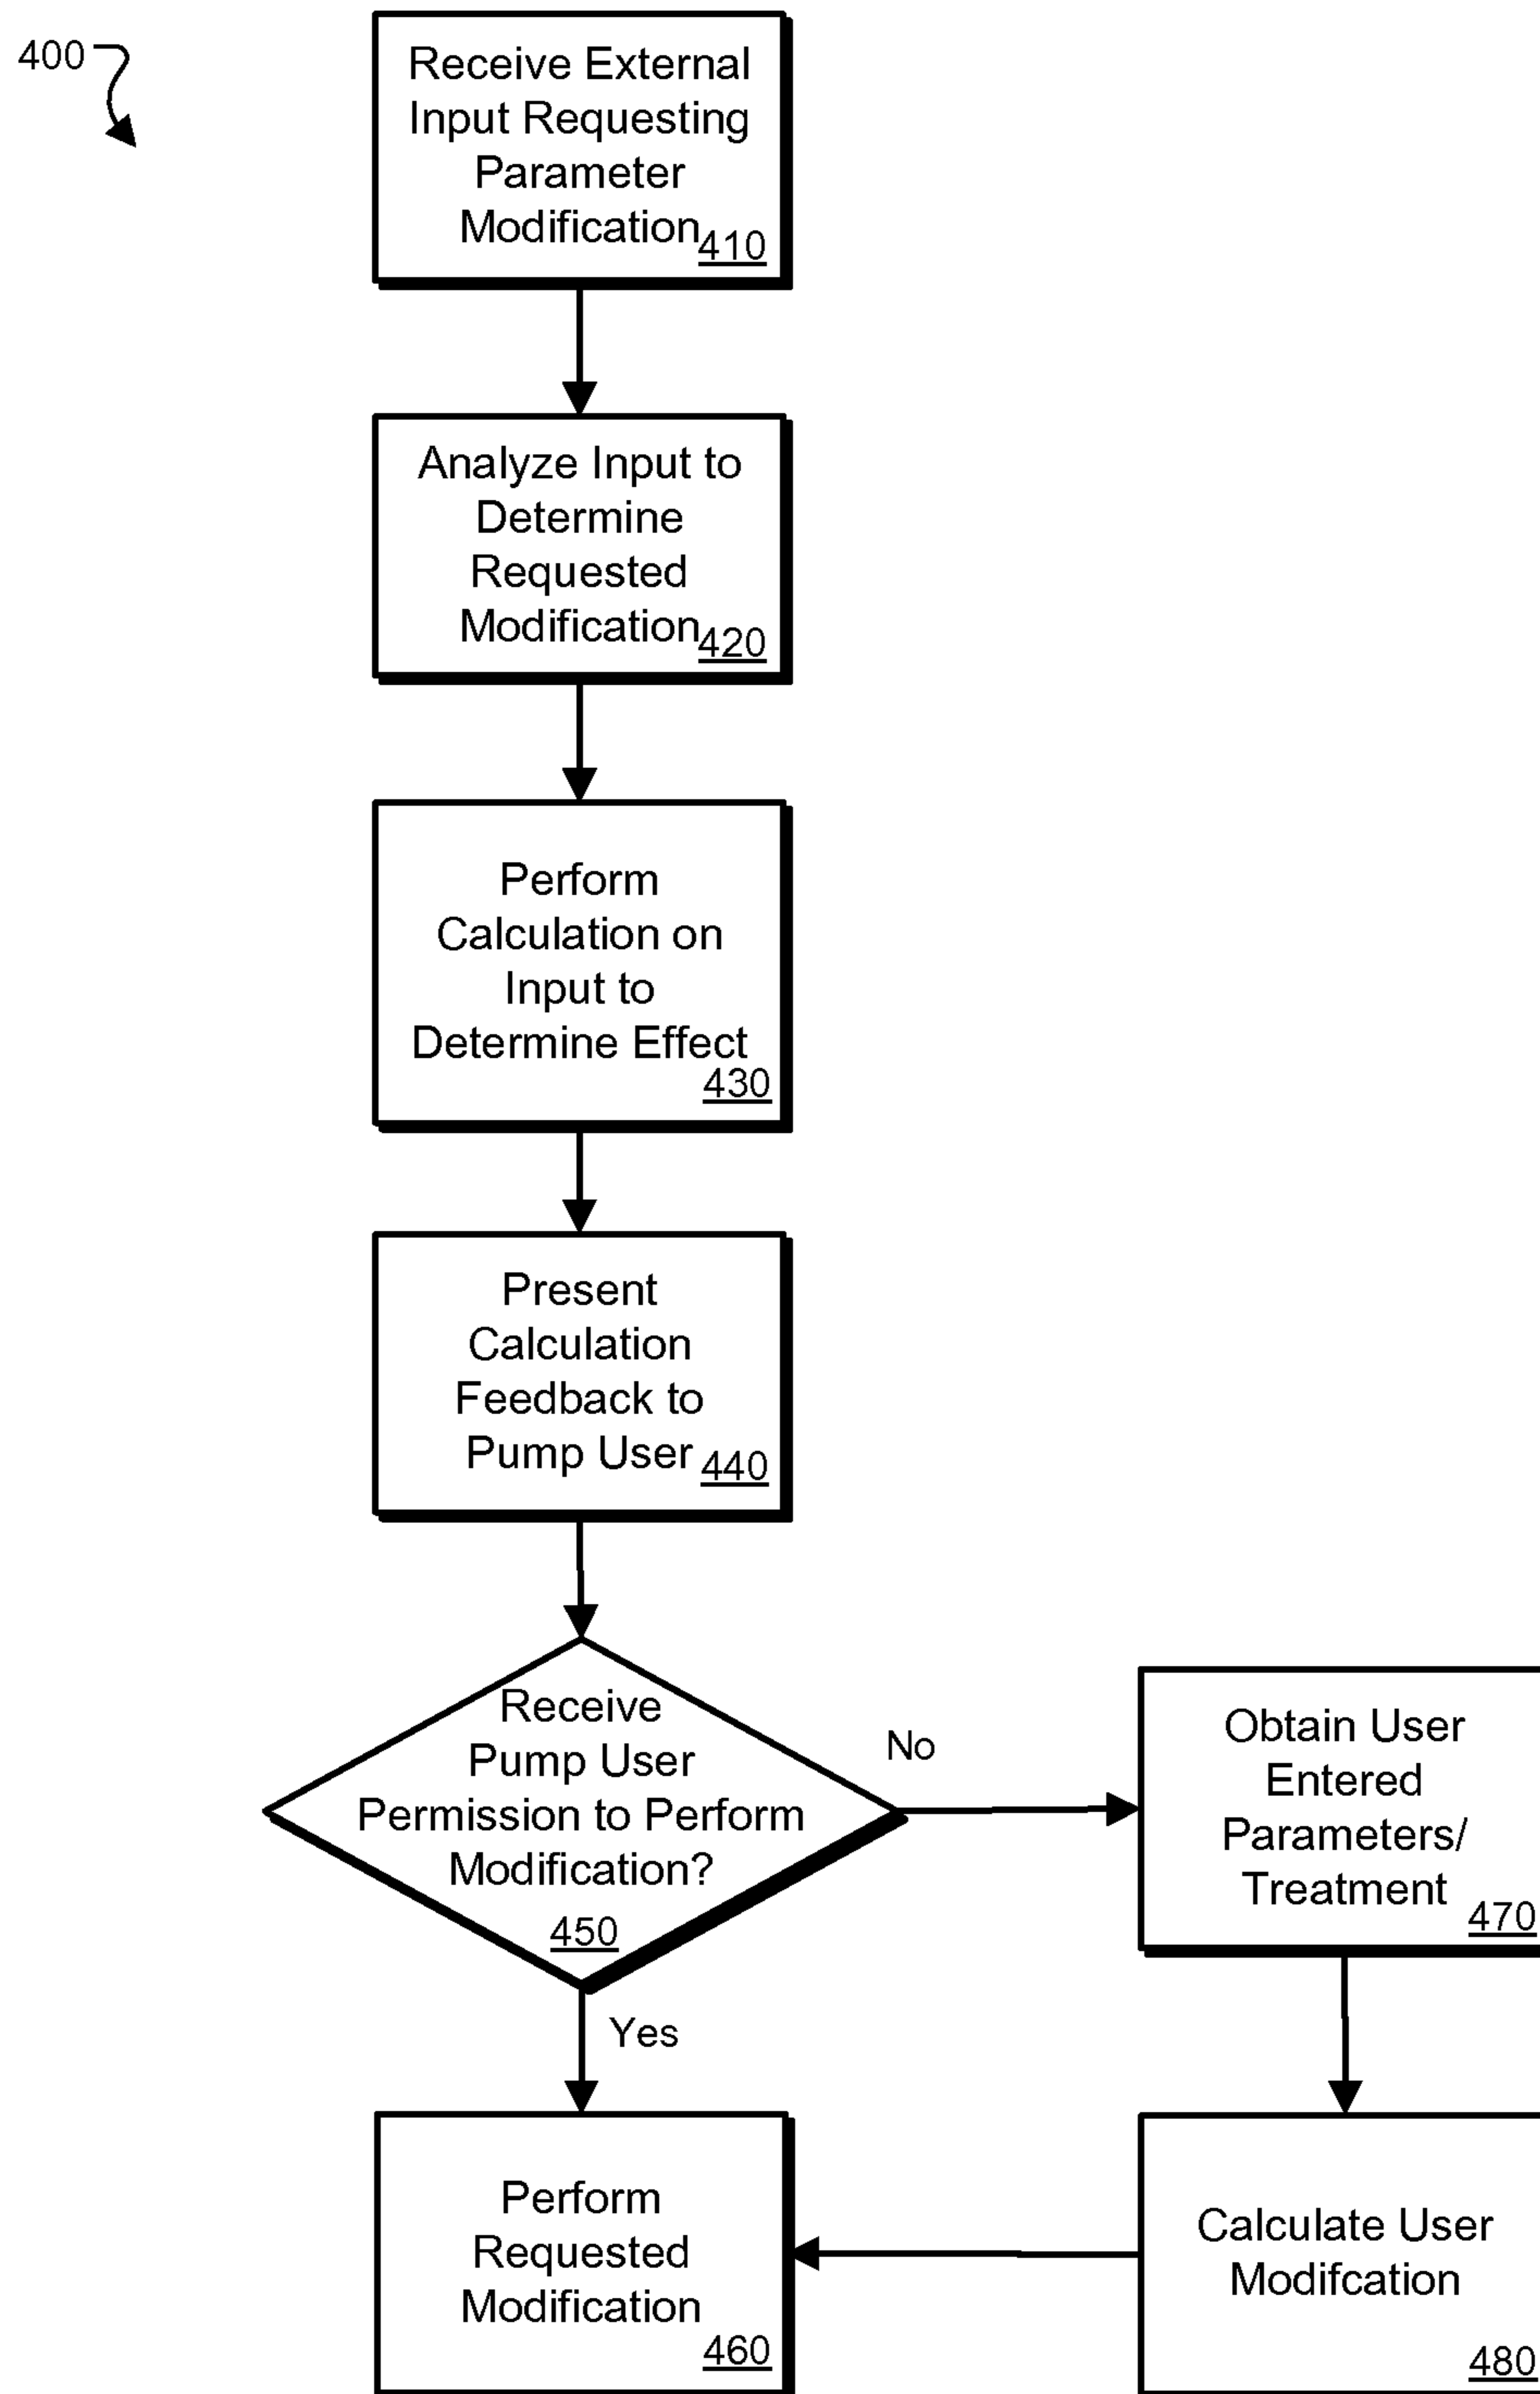 400
Receive External
Input Requesting
Parameter
Modification
410
Analyze Input to
Determine
Requested
Modification
420
Perform
Calculation on
Input to
Determine Effect
430
Present
Calculation
Feedback to
Pump User
440
Receive
Pump User
Permission to Perform
Modification?
450
No
Obtain User
Entered
Parameters/
Treatment
470
Yes
Perform
Requested
Modification
460
Calculate User
Modifcation
480